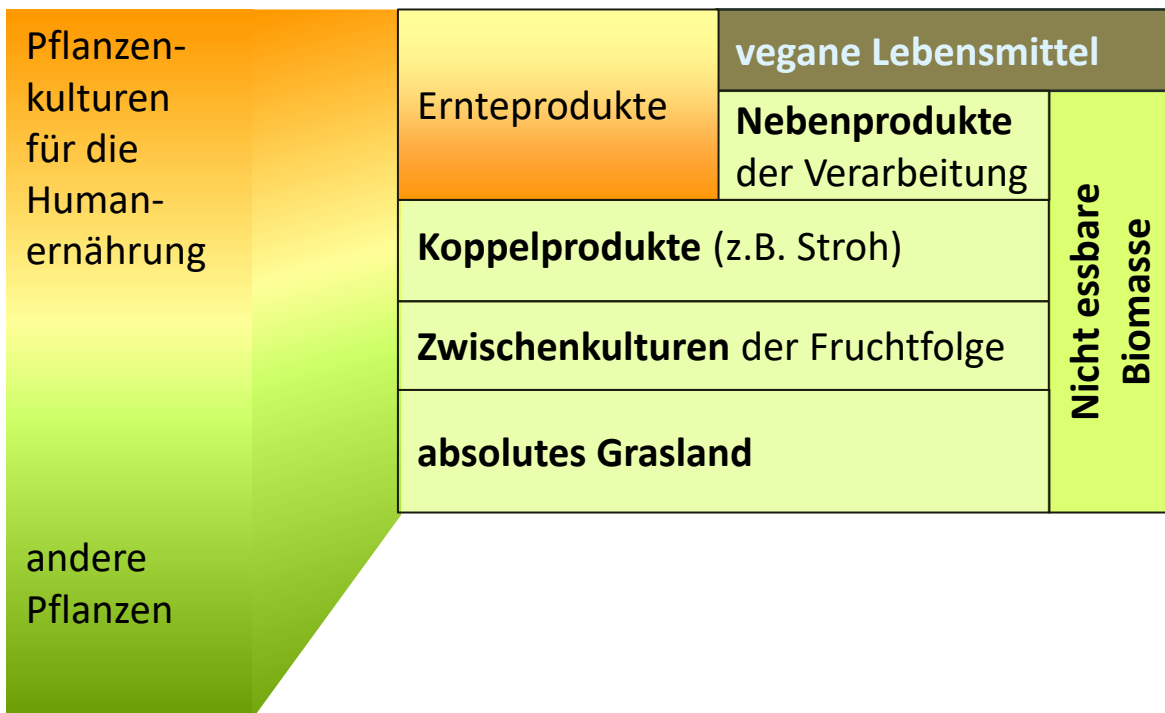 Pflanzen-
kulturen
für die
Human-
ernährung
andere
Pflanzen
Ernteprodukte
vegane Lebensmittel
Nebenprodukte
der Verarbeitung
Koppelprodukte (z.B. Stroh)
Zwischenkulturen der Fruchtfolge
absolutes Grasland
Nicht essbare
Biomasse